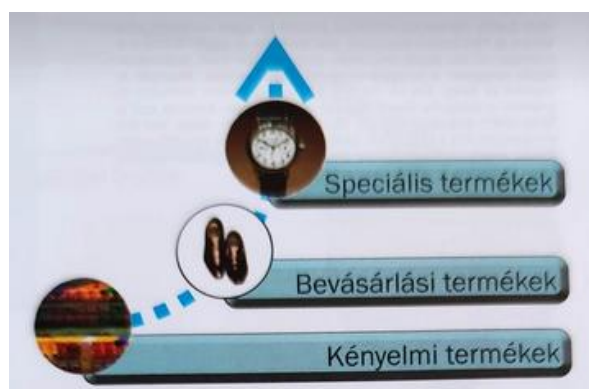 Speciális termékek
Bevásárlási termékek
Kényelmi termékek